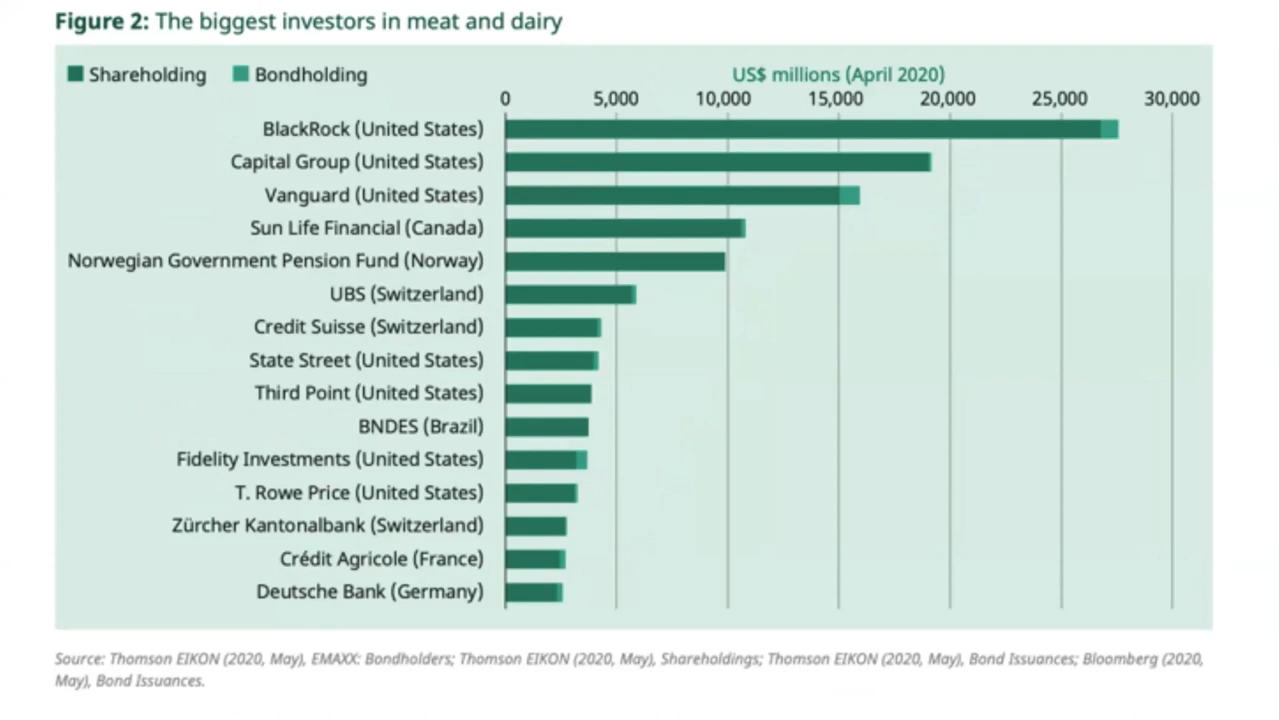 Figure 2: The biggest investors in meat and dairy
Shareholding
Bondholding
US$ millions (April 2020)
0 5,000 10,000 15,000 20,000 25,000 30,000
BlackRock (United States)
Capital Group (United States)
Vanguard (United States)
Sun Life Financial (Canada)
Norwegian Government Pension Fund (Norway)
UBS (Switzerland)
Credit Suisse (Switzerland)
State Street (United States)
Third Point (United States)
BNDES (Brazil)
Fidelity Investments (United States)
T. Rowe Price (United States)
Zürcher Kantonalbank (Switzerland)
Crédit Agricole (France)
Deutsche Bank (Germany)
Source: Thomson EIKON (2020, May), EMAXX: Bondholders; Thomson EIKON (2020, May), Shareholdings; Thomson EIKON (2020, May), Bond Issuances; Bloomberg (2020,
May), Bond Issuances.